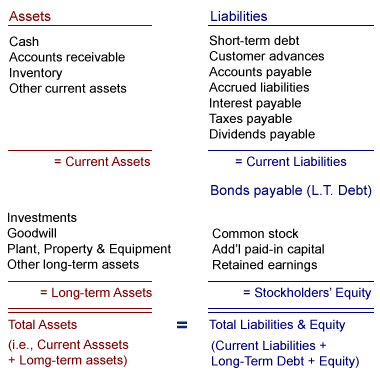 Assets
Cash
Accounts receivable
Inventory
Other current assets
= Current Assets
Investments
Goodwill
Plant, Property & Equipment
Other long-term assets
= Long-term Assets
Total Assets
(i.e., Current Asssets
+ Lomg-term assets)
=
Liabilities
Short-term debt
Customer advances
Accounts payable
Accrued liabilities
Interest payable
Taxes payable
Dividends payable
= Current Liabilities
Bonds payable (L.T. Debt)
Common stock
Add'l paid-in capital
Retained earnings
= Stockholders' Equity
Total Liabilities & Equity
(Current Liabilities +
Long-Term Debt + Equity)